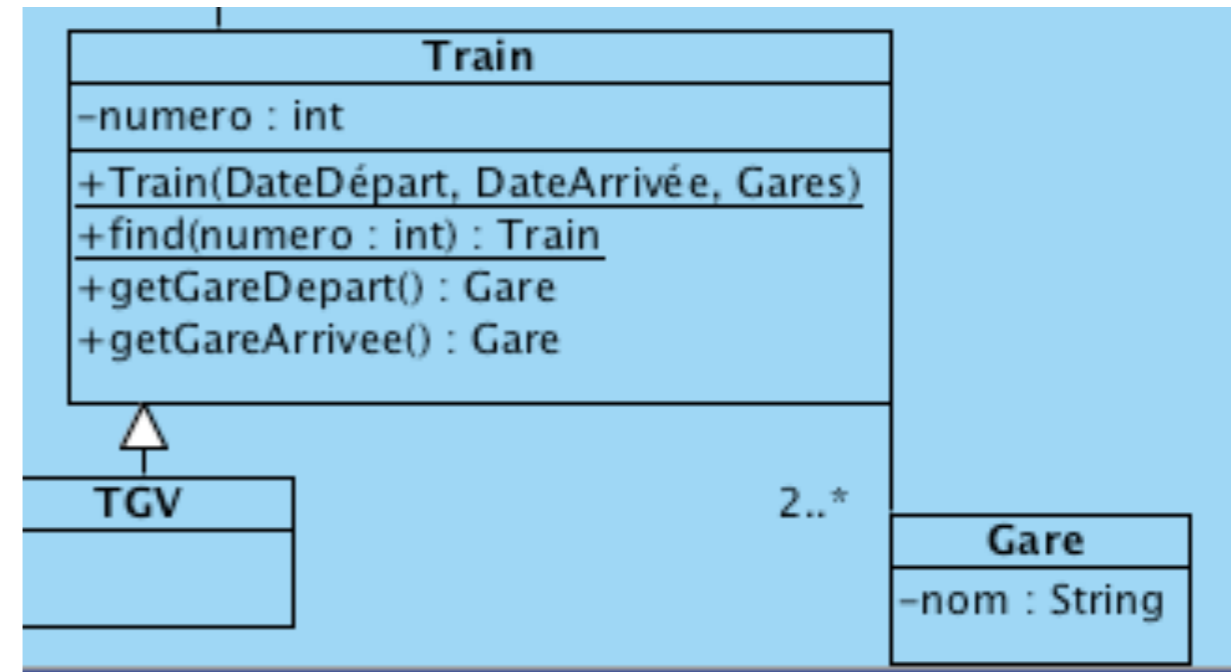 Train
-numero : int
+Train(DateDépart, DateArrivée, Gares)
+find(numero : int) : Train
+getGareDepart() : Gare
+getGareArrivee() : Gare
TGV
2..*
Gare
-nom : String